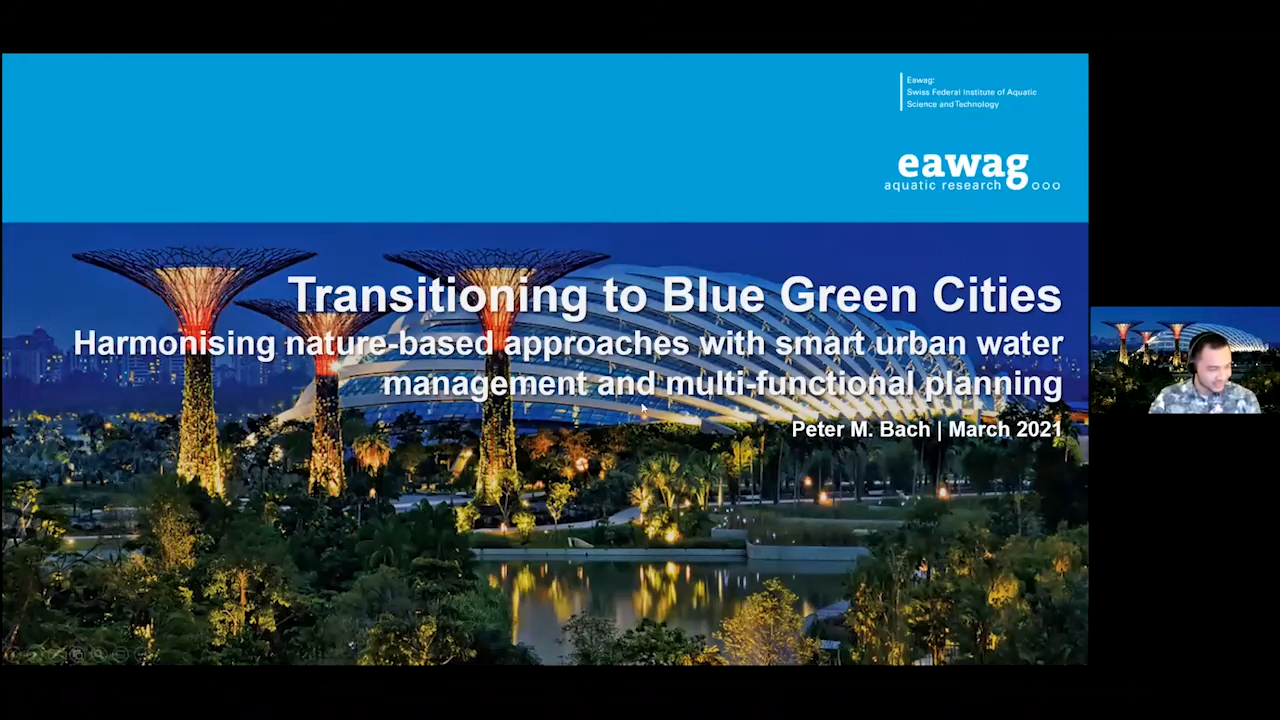 Eawag:
Swiss Federal Institute of Aquatic
Science and Technology
eawag
aquatic research
Transitioning to Blue Green Cities
Harmonising nature-based approaches with smart urban water
management and multi-functional planning
Peter M. Bach | March 2021